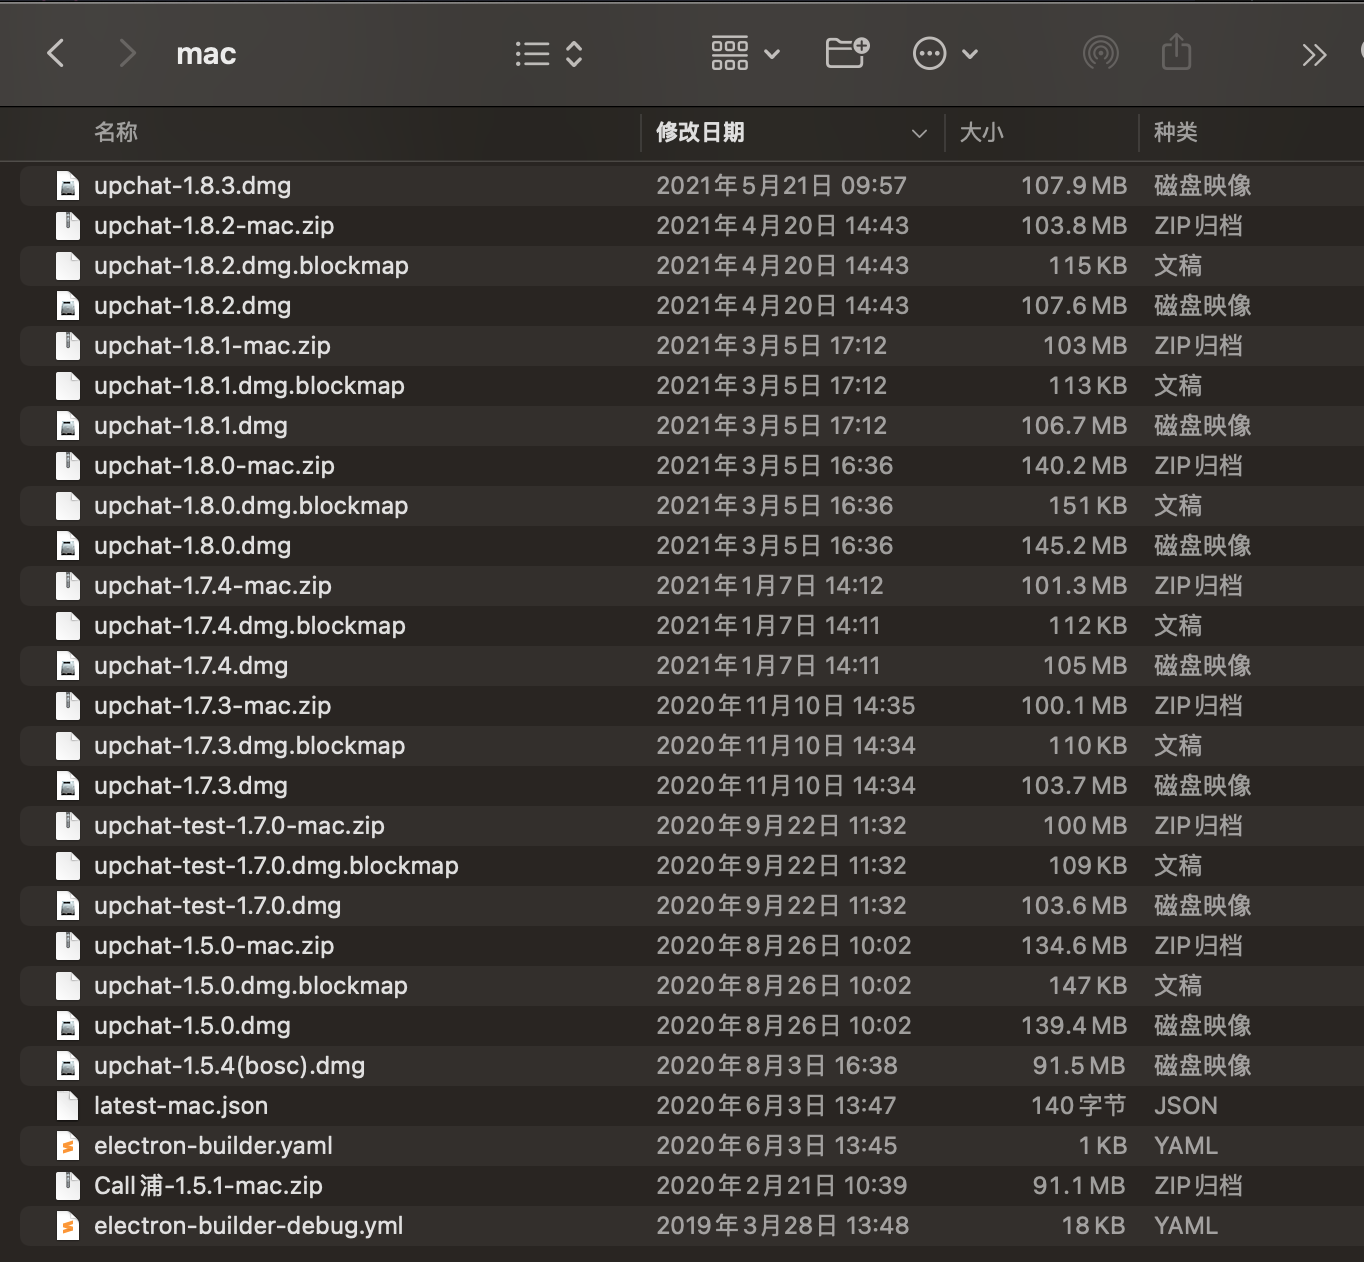 mac
名称 修改日期 大小 种类
upchat-1.8.3.dmg 2021年5月21日 09:57 107.9 MB 磁盘映像
upchat-1.8.2-mac.zip 2021年4月20日 14:43 103.8 MB ZIP归档
upchat-1.8.2.dmg.blockmap 2021年4月20日 14:43 115 KB 文稿
upchat-1.8.2.dmg 2021年4月20日 14:43 107.6 MB 磁盘映像
upchat-1.8.1-mac.zip 2021年3月5日 17:12 103 MB ZIP归档
upchat-1.8.1.dmg.blockmap 2021年3月5日 17:12 113 KB 文稿
upchat-1.8.1.dmg 2021年3月5日 17:12 106.7 MB 磁盘映像
upchat-1.8.0-mac.zip 2021年3月5日 16:36 140.2 MB ZIP归档
upchat-1.8.0.dmg.blockmap 2021年3月5日 16:36 151 KB 文稿
upchat-1.8.0.dmg 2021年3月5日 16:36 145.2 MB 磁盘映像
upchat-1.7.4-mac.zip 2021年1月7日 14:12 101.3 MB ZIP归档
upchat-1.7.4.dmg.blockmap 2021年1月7日 14:11 112 KB 文稿
upchat-1.7.4.dmg 2021年1月7日 14:11 105 MB 磁盘映像
upchat-1.7.3-mac.zip 2020年11月10日 14:35 100.1 MB ZIP归档
upchat-1.7.3.dmg.blockmap 2020年11月10日 14:34 110 KB 文稿
upchat-1.7.3.dmg 2020年11月10日 14:34 103.7 MB 磁盘映像
upchat-test-1.7.0-mac.zip 2020年9月22日 11:32 100 MB ZIP归档
upchat-test-1.7.0.dmg.blockmap 2020年9月22日 11:32 109 KB 文稿
upchat-test-1.7.0.dmg 2020年9月22日 11:32 103.6 MB 磁盘映像
upchat-1.5.0-mac.zip 2020年8月26日 10:02 134.6 MB ZIP归档
upchat-1.5.0.dmg.blockmap 2020年8月26日 10:02 147 KB 文稿
upchat-1.5.0.dmg 2020年8月26日 10:02 139.4 MB 磁盘映像
upchat-1.5.4(bosc).dmg 2020年8月3日 16:38 91.5 MB 磁盘映像
latest-mac.json 2020年6月3日 13:47 140 字节 JSON
electron-builder.yaml 2020年6月3日 13:45 1 KB YAML
Call浦-1.5.1-mac.zip 2020年2月21日 10:39 91.1 MB ZIP归档
electron-builder-debug.yml 2019年3月28日 13:48 18 KB YAML